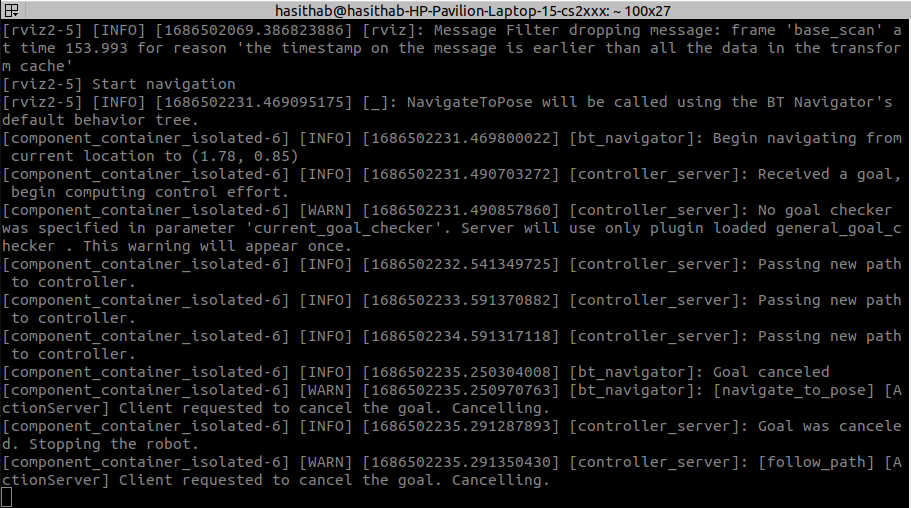 hasithab@hasithab-HP-Pavilion-Laptop-15-cs2xxx: ~ 100x27
[rviz2-5] [INFO] [1686502069.386823886] [rviz]: Message Filter dropping message: frame 'base_scan' a
t time 153.993 for reason 'the timestamp on the message is earlier than all the data in the transfor
m cache'
[rviz2-5] Start navigation
[rviz2-5] [INFO] [1686502231.469095175] [_]: NavigateToPose will be called using the BT Navigator's
default behavior tree.
[component_container_isolated-6] [INFO] [1686502231.469800022] [bt_navigator]: Begin navigating from
 current location to (1.78, 0.85)
[component_container_isolated-6] [INFO] [1686502231.490703272] [controller_server]: Received a goal,
 begin computing control effort.
[component_container_isolated-6] [WARN] [1686502231.490857860] [controller_server]: No goal checker
was specified in parameter 'current_goal_checker'. Server will use only plugin loaded general_goal_c
hecker . This warning will appear once.
[component_container_isolated-6] [INFO] [1686502232.541349725] [controller_server]: Passing new path
 to controller.
[component_container_isolated-6] [INFO] [1686502233.591370882] [controller_server]: Passing new path
 to controller.
[component_container_isolated-6] [INFO] [1686502234.591317118] [controller_server]: Passing new path
 to controller.
[component_container_isolated-6] [INFO] [1686502235.250304008] [bt_navigator]: Goal canceled
[component_container_isolated-6] [WARN] [1686502235.250970763] [bt_navigator]: [navigate_to_pose] [A
ctionServer] Client requested to cancel the goal. Cancelling.
[component_container_isolated-6] [INFO] [1686502235.291287893] [controller_server]: Goal was cancele
d. Stopping the robot.
[component_container_isolated-6] [WARN] [1686502235.291350430] [controller_server]: [follow_path] [A
ctionServer] Client requested to cancel the goal. Cancelling.